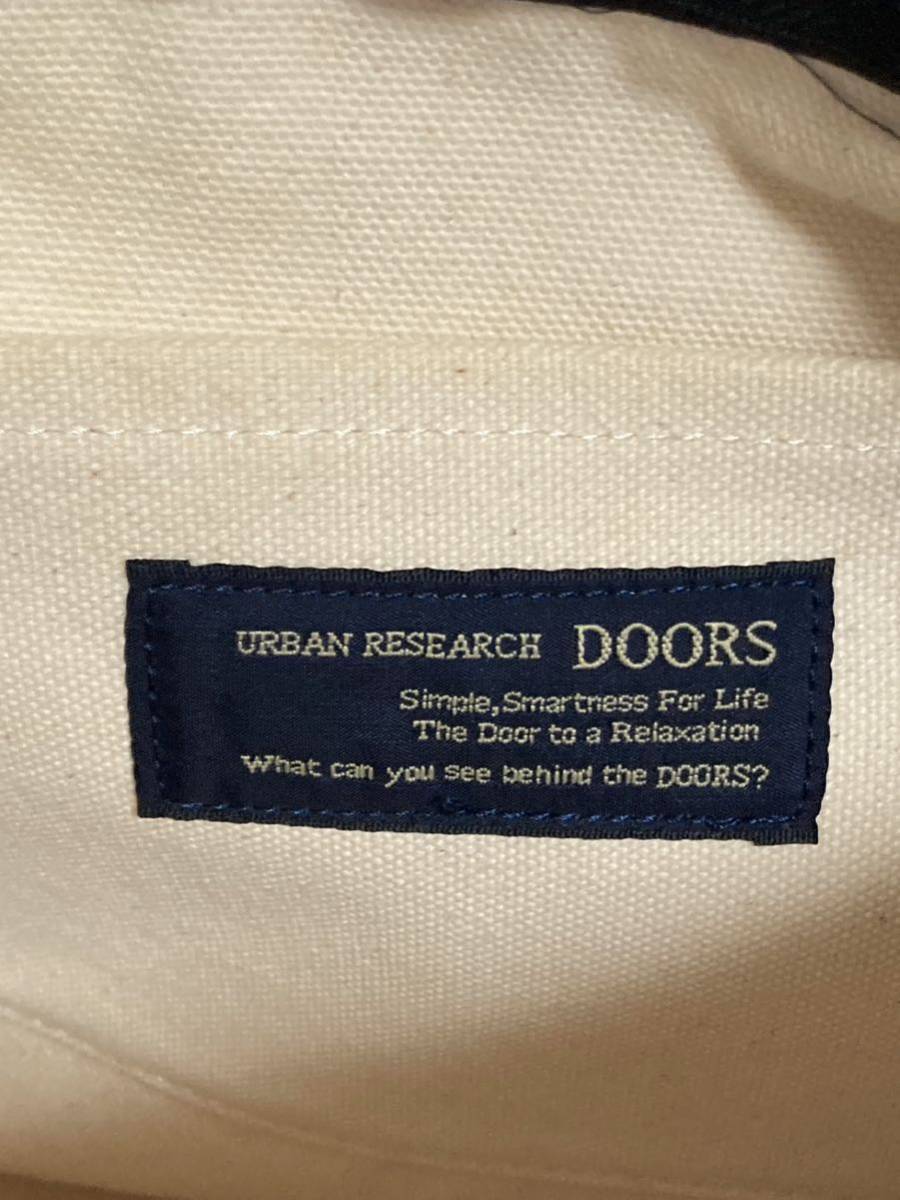 URBAN RESEARCH DOORS
Simple,Smartness For Life
The Door to a Relaxation
What can you see behind the DOORS?